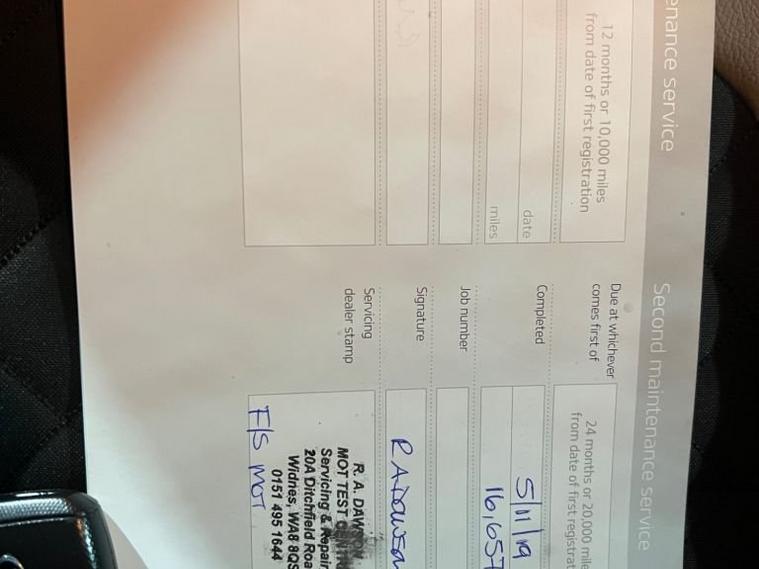 enance service
12 months or 10,000 miles
from date of first registration
date
miles
Second maintenance service
Due at whichever
comes first of
24 months or 20,000 mile
from date of first registrat
Completed
5/11/19
16,657
Job number
Signature
R A Dawson
Servicing
dealer stamp
R. A. DAWSON
MOT TEST
Servicing & Repair
20A Ditchfield Roa
Widnes, WA8 8QS
0151 495 1644
F/S MOT